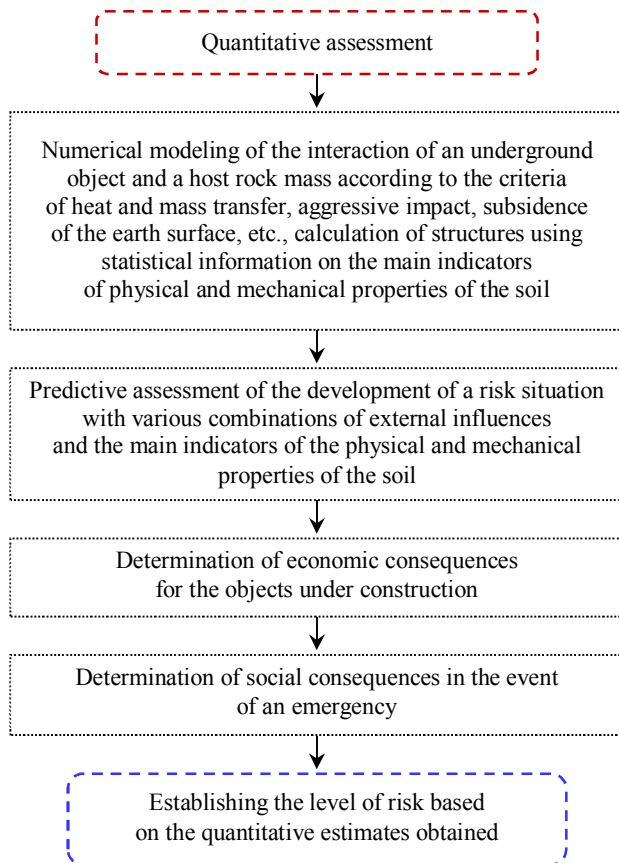 Quantitative assessment
Numerical modeling of the interaction of an underground
object and a host rock mass according to the criteria
of heat and mass transfer, aggressive impact, subsidence
of the earth surface, etc., calculation of structures using
statistical information on the main indicators
of physical and mechanical properties of the soil
Predictive assessment of the development of a risk situation
with various combinations of external influences
and the main indicators of the physical and mechanical
properties of the soil
Determination of economic consequences
for the objects under construction
Determination of social consequences in the event
of an emergency
Establishing the level of risk based
on the quantitative estimates obtained